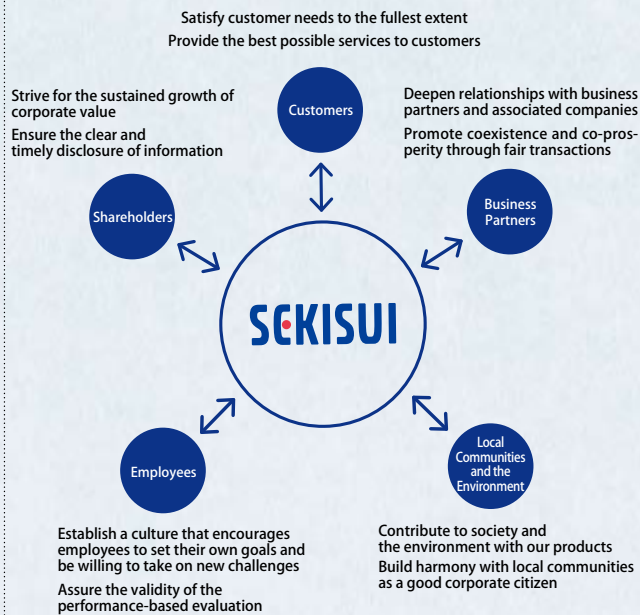 Satisfy customer needs to the fullest extent
Provide the best possible services to customers
Customers
Strive for the sustained growth of
corporate value
Ensure the clear and
timely disclosure of information
Shareholders
Deepen relationships with business
partners and associated companies
Promote coexistence and co-pros-
perity through fair transactions
Business
Partners
SEKISUI
Employees
Establish a culture that encourages
employees to set their own goals and
be willing to take on new challenges
Assure the validity of the
performance-based evaluation
Local
Communities
and the
Environment
Contribute to society and
the environment with our products
Build harmony with local communities
as a good corporate citizen